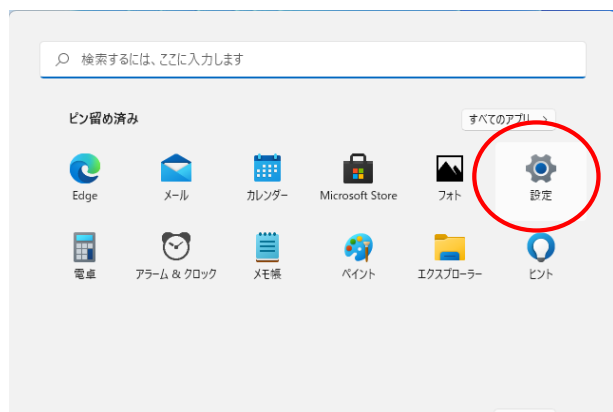 検索するには、ここに入力します
ピン留め済み
すべてのアプリ >
Edge
メール
カレンダー
Microsoft Store
フォト
設定
電卓
アラーム & クロック
メモ帳
ペイント
エクスプローラー
ヒント